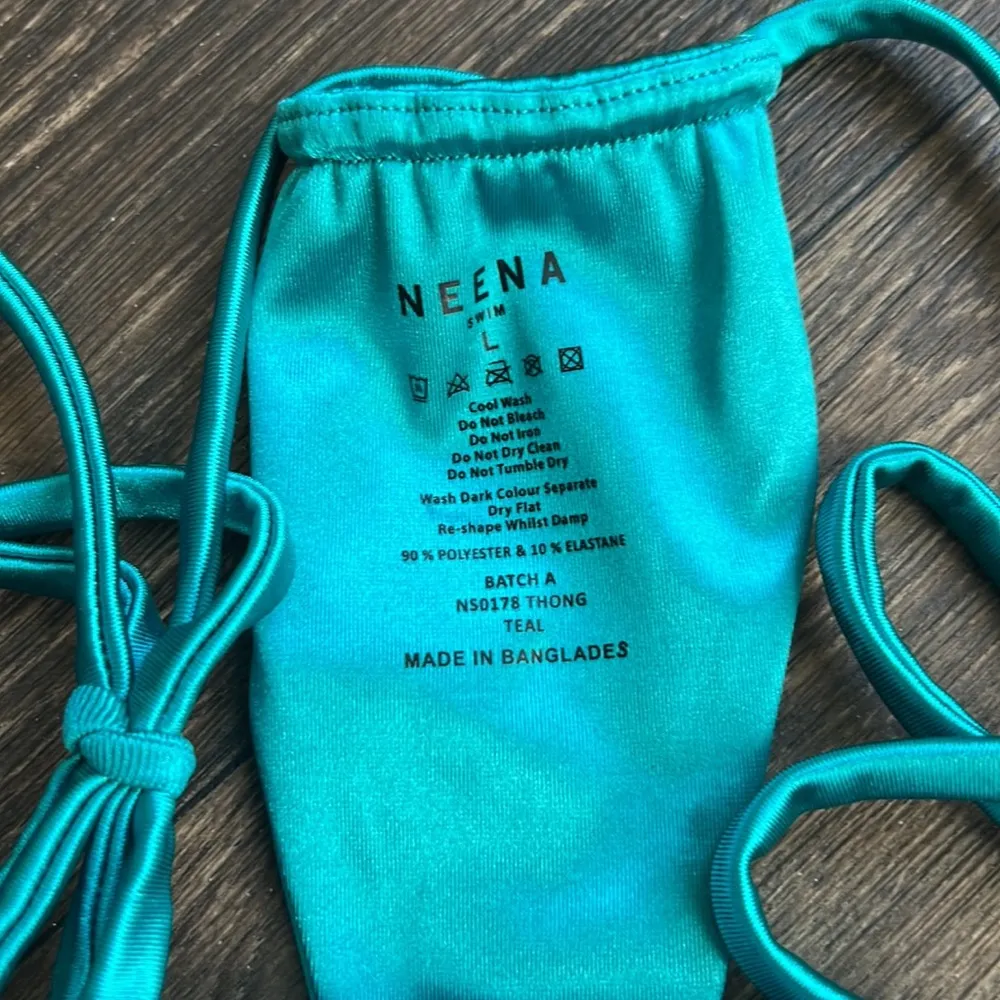 NEENA
SWIM
L
Cool Wash
Do Not Bleach
Do Not Iron
Do Not Dry Clean
Do Not Tumble Dry
Wash Dark Colour Separate
Dry Flat
Re-shape Whilst Damp
90 % POLYESTER & 10 % ELASTANE
BATCH A
NS0178 THONG
TEAL
MADE IN BANGLADES